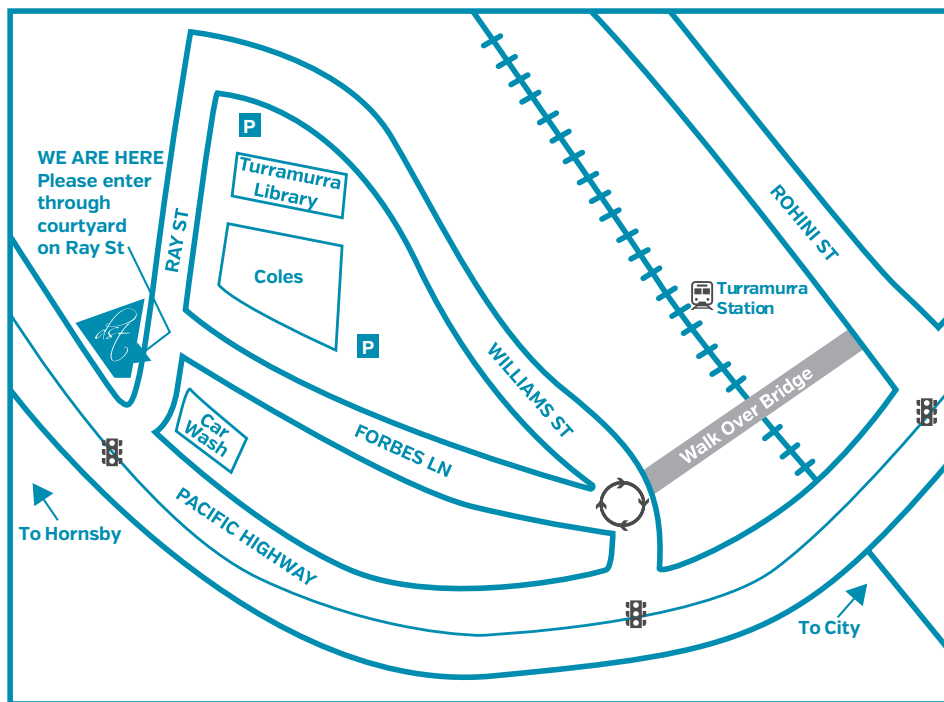 WE ARE HERE
Please enter
through
courtyard
on Ray St
dst
RAY ST
P
Turramurra
Library
Coles
P
WILLIAMS ST
ROHINI ST
Turramurra
Station
Walk Over Bridge
Car
Wash
FORBES LN
PACIFIC HIGHWAY
To Hornsby
To City